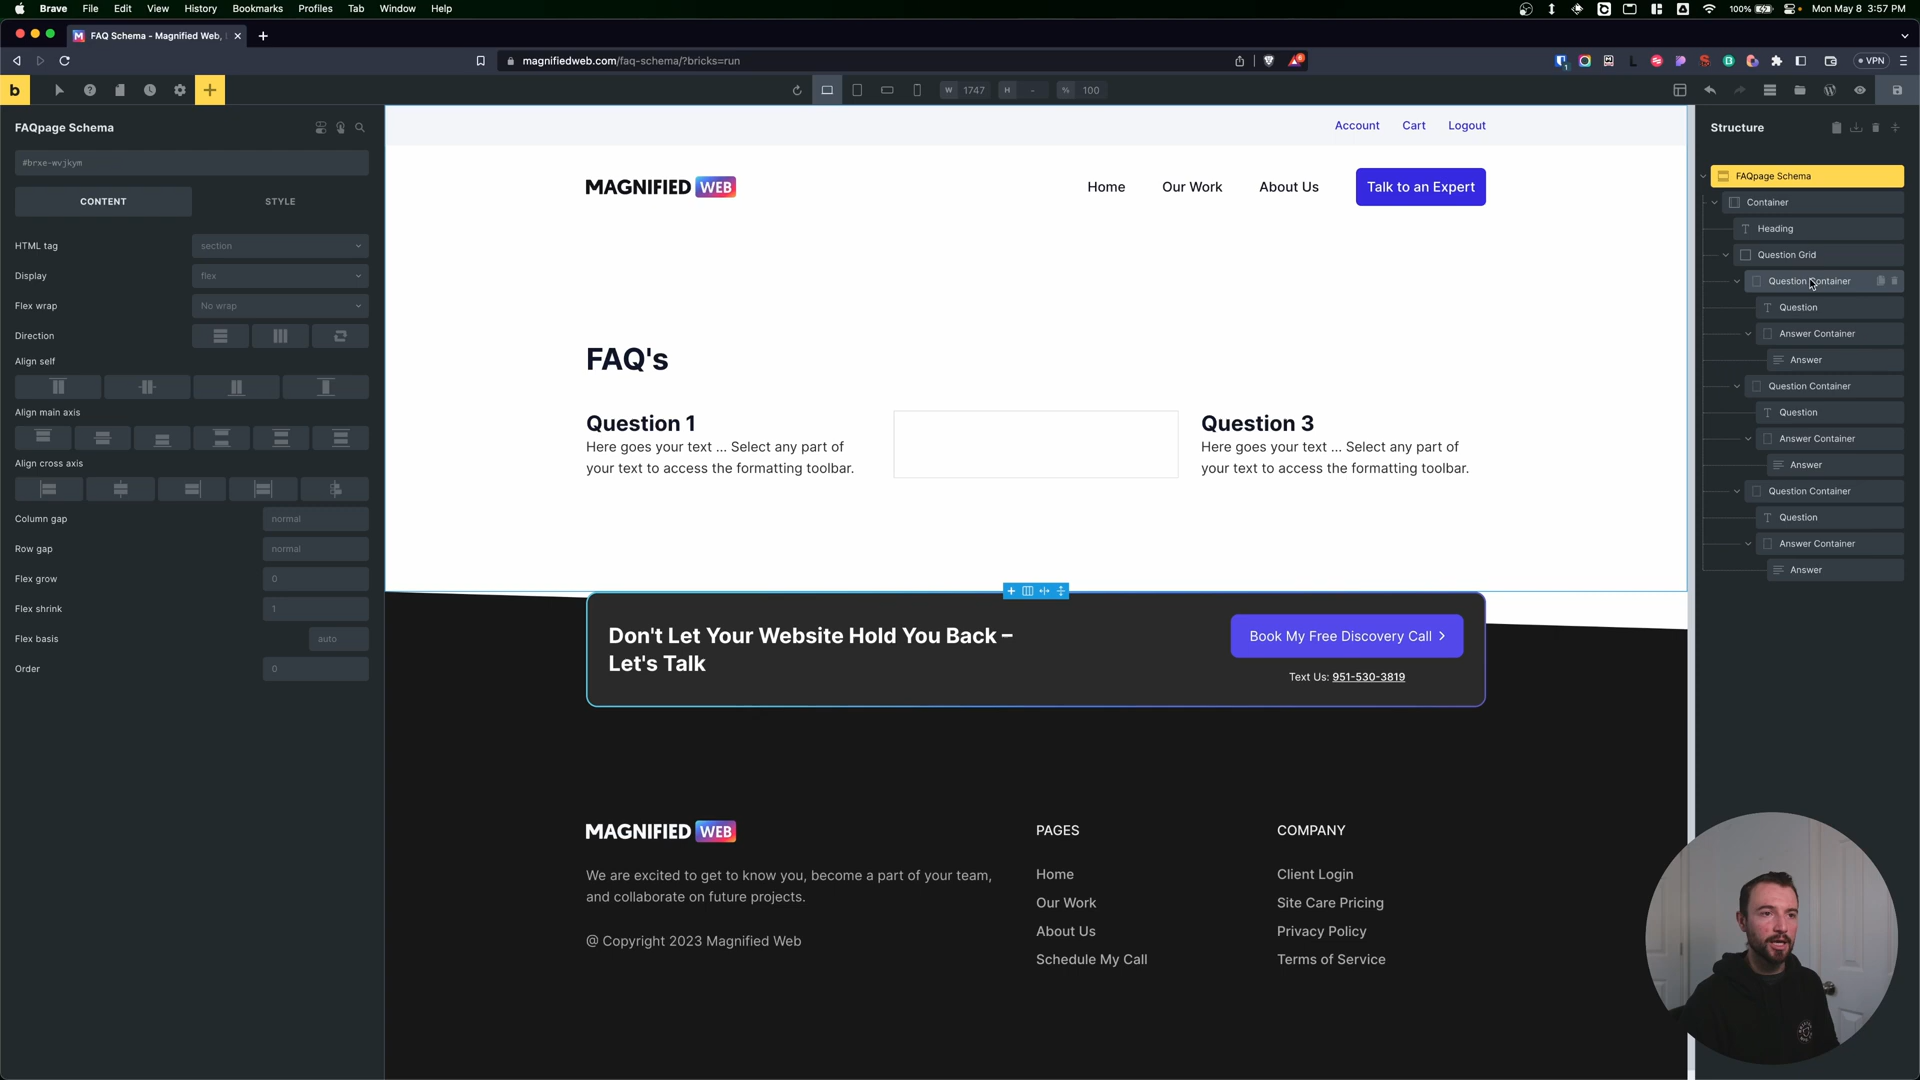 Brave File Edit View History Bookmarks Profiles Tab Window Help
100% Mon May 8 3:57 PM
FAQ Schema - Magnified Web,
magnifiedweb.com/faq-schema/?bricks=run
VPN
b
W 1747 H - % 100
FAQpage Schema
#brxe-wvjkym
CONTENT STYLE
HTML tag section
Display flex
Flex wrap No wrap
Direction
Align self
Align main axis
Align cross axis
Column gap normal
Row gap normal
Flex grow 0
Flex shrink 1
Flex basis auto
Order 0
Account Cart Logout
MAGNIFIED WEB
Home Our Work About Us Talk to an Expert
FAQ's
Question 1
Here goes your text ... Select any part of
your text to access the formatting toolbar.
Question 3
Here goes your text ... Select any part of
your text to access the formatting toolbar.
Don't Let Your Website Hold You Back –
Let's Talk
Book My Free Discovery Call
Text Us: 951-530-3819
MAGNIFIED WEB
We are excited to get to know you, become a part of your team,
and collaborate on future projects.
@ Copyright 2023 Magnified Web
PAGES
Home
Our Work
About Us
Schedule My Call
COMPANY
Client Login
Site Care Pricing
Privacy Policy
Terms of Service
Structure
FAQpage Schema
Container
Heading
Question Grid
Question Container
Question
Answer Container
Answer
Question Container
Question
Answer Container
Answer
Question Container
Question
Answer Container
Answer